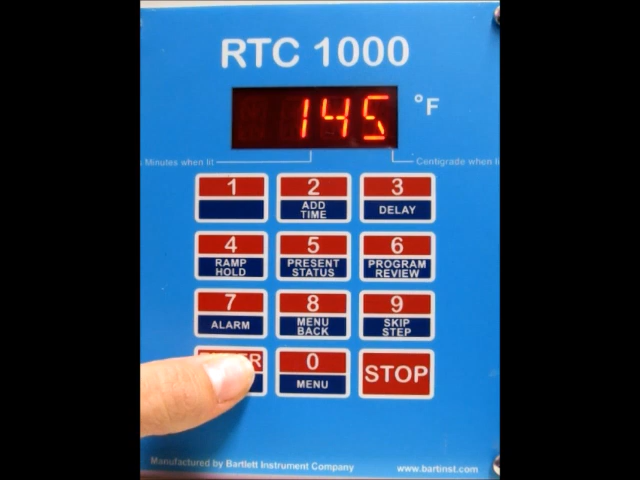 RTC 1000
145 °F
Minutes when lit
Centigrade when
1
2
ADD
TIME
3
DELAY
4
RAMP
HOLD
5
PRESENT
STATUS
6
PROGRAM
REVIEW
7
ALARM
8
MENU
BACK
9
SKIP
STEP
0
MENU
STOP
Manufactured by Bartlett Instrument Company
www.bartinst.com